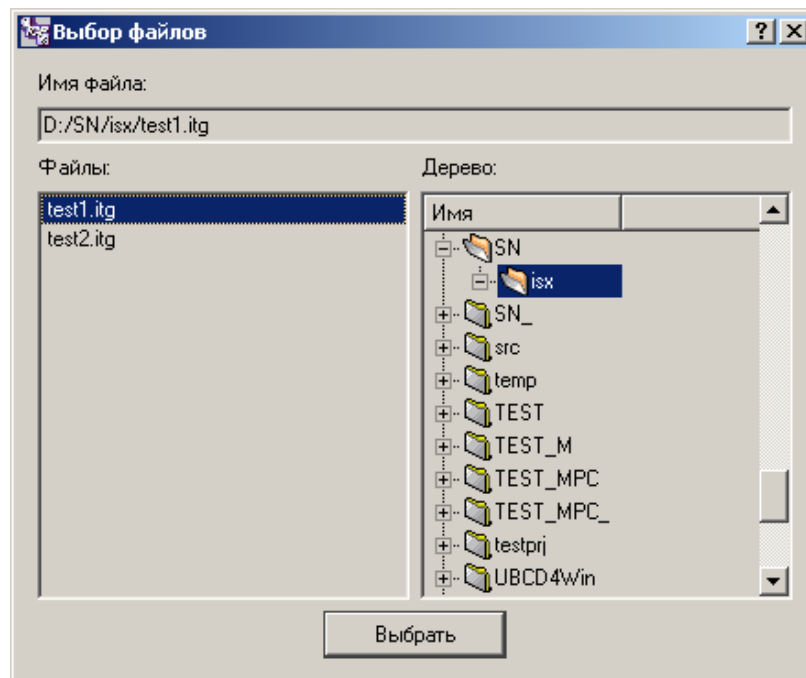 Выбор файлов
Имя файла:
D:/SN/isx/test1.itg
Файлы:
test1.itg
test2.itg
Дерево:
Имя
SN
isx
SN_
src
temp
TEST
TEST_M
TEST_MPC
TEST_MPC_
testprj
UBCD4Win
Выбрать